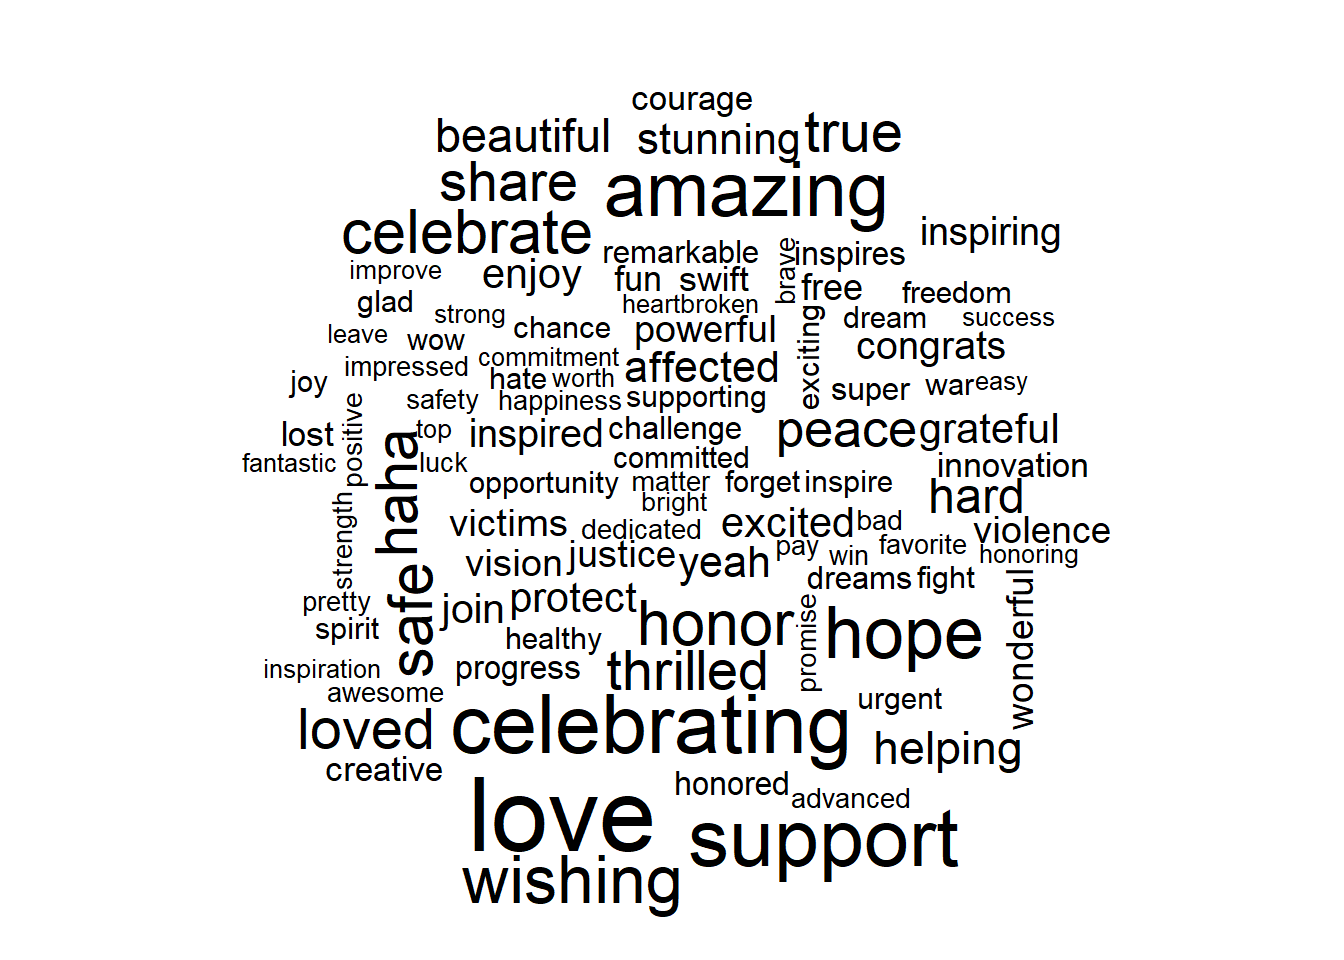 courage
beautiful stunning true
share amazing
celebrate inspiring
remarkable brave inspires
improve enjoy fun swift free freedom
glad heartbroken
strong chance powerful exciting dream success
leave wow congrats
impressed commitment affected
joy hate worth super war easy
safety happiness supporting
positive
lost top inspired challenge peace grateful
fantastic haha luck committed innovation
opportunity matter forget inspire hard
strength bright
victims dedicated excited bad violence
vision justice yeah pay win favorite honoring
dreams fight
pretty safe join protect honor promise hope wonderful
spirit healthy
inspiration progress thrilled
awesome urgent
loved celebrating helping
creative honored
love advanced
support
wishing